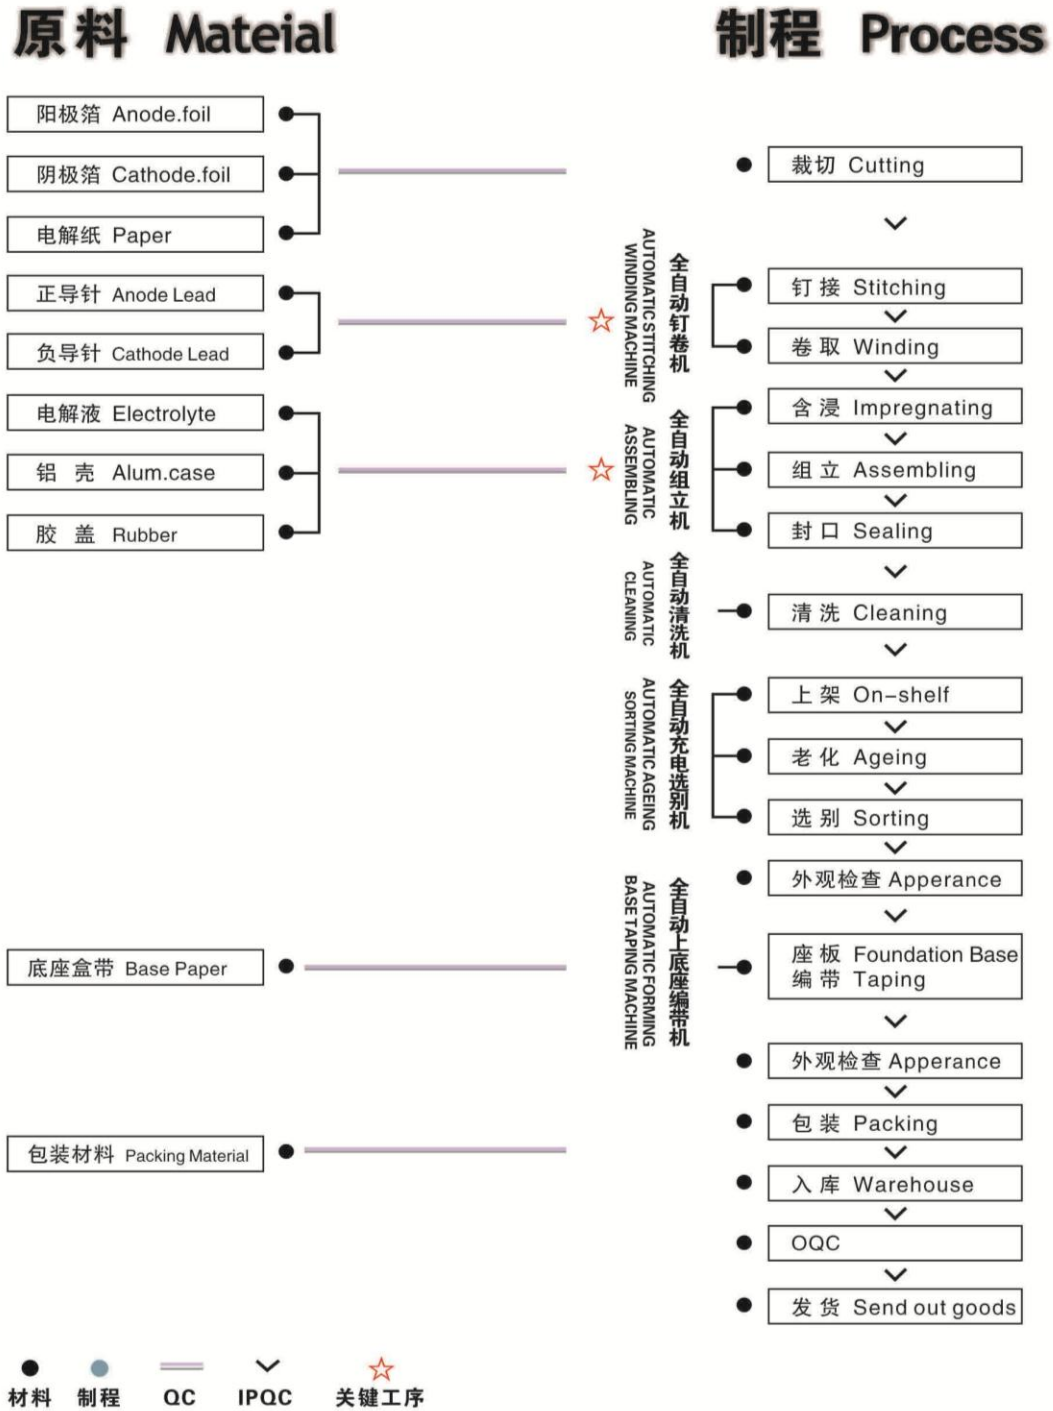 原料 Mateial
制程 Process
阳极箔 Anode.foil
阴极箔 Cathode.foil
电解纸 Paper
正导针 Anode Lead
负导针 Cathode Lead
电解液 Electrolyte
铝 壳 Alum.case
胶 盖 Rubber
底座盒带 Base Paper
包装材料 Packing Material
全自动钉卷机
AUTOMATIC STITCHING
WINDING MACHINE
全自动组立机
AUTOMATIC
ASSEMBLING
全自动清洗机
AUTOMATIC
CLEANING
全自动充电选别机
AUTOMATIC AGEING
SORTING MACHINE
全自动上底座编带机
AUTOMATIC FORMING
BASE TAPING MACHINE
裁切 Cutting
钉 接 Stitching
卷 取 Winding
含 浸 Impregnating
组 立 Assembling
封 口 Sealing
清 洗 Cleaning
上 架 On-shelf
老 化 Ageing
选 别 Sorting
外观检查 Apperance
座 板 Foundation Base
编 带 Taping
外观检查 Apperance
包 装 Packing
入 库 Warehouse
OQC
发 货 Send out goods
材料
制程
QC
IPQC
关键工序